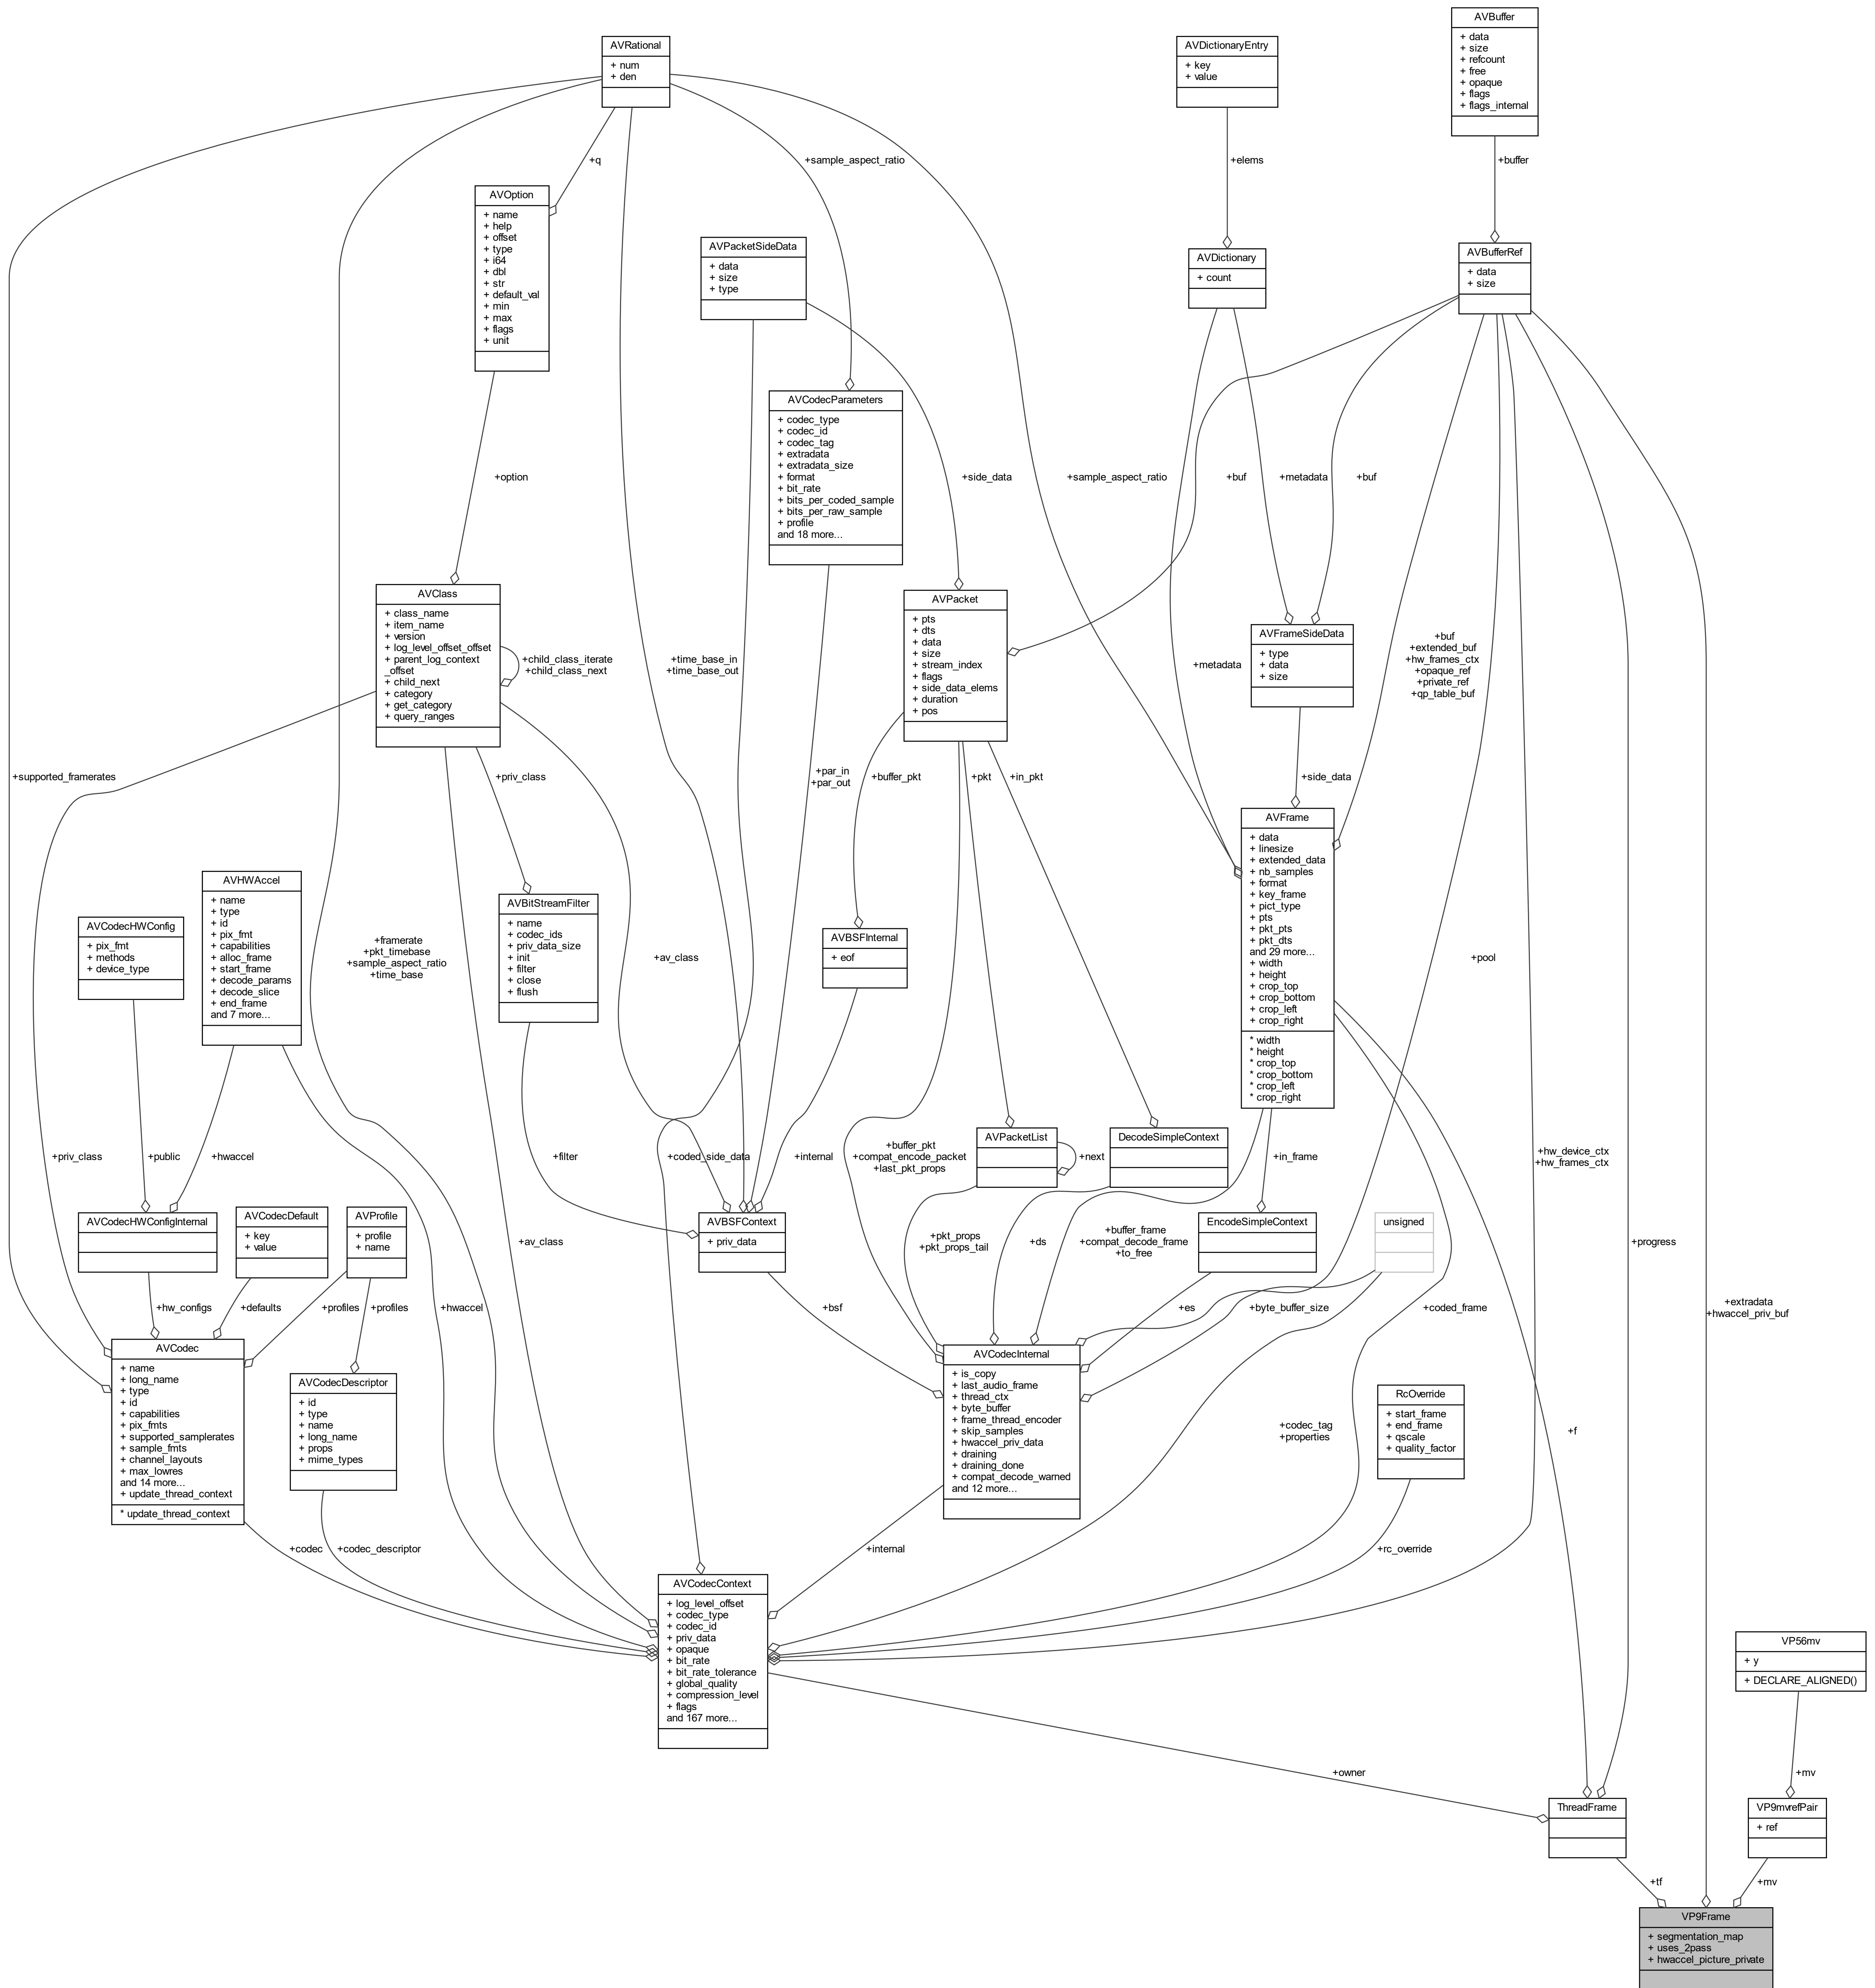 AVBuffer
+ data
+ size
+ refcount
+ free
+ opaque
+ flags
+ flags_internal
AVRational
+ num
+ den
AVDictionaryEntry
+ key
+ value
+q
+sample_aspect_ratio
+elems
+buffer
AVOption
+ name
+ help
+ offset
+ type
+ i64
+ dbl
+ str
+ default_val
+ min
+ max
+ flags
+ unit
AVPacketSideData
+ data
+ size
+ type
AVDictionary
+ count
AVBufferRef
+ data
+ size
AVCodecParameters
+ codec_type
+ codec_id
+ codec_tag
+ extradata
+ extradata_size
+ format
+ bit_rate
+ bits_per_coded_sample
+ bits_per_raw_sample
+ profile
and 18 more...
+option
+side_data
+sample_aspect_ratio
+buf
+metadata
+buf
AVClass
+ class_name
+ item_name
+ version
+ log_level_offset_offset
+ parent_log_context
_offset
+ child_next
+ category
+ get_category
+ query_ranges
+child_class_iterate
+child_class_next
+time_base_in
+time_base_out
AVPacket
+ pts
+ dts
+ data
+ size
+ stream_index
+ flags
+ side_data_elems
+ duration
+ pos
+metadata
AVFrameSideData
+ type
+ data
+ size
+buf
+extended_buf
+hw_frames_ctx
+opaque_ref
+private_ref
+qp_table_buf
+supported_framerates
+priv_class
+par_in
+par_out
+buffer_pkt
+pkt
+in_pkt
+side_data
AVFrame
+ data
+ linesize
+ extended_data
+ nb_samples
+ format
+ key_frame
+ pict_type
+ pts
+ pkt_pts
+ pkt_dts
and 29 more...
+ width
+ height
+ crop_top
+ crop_bottom
+ crop_left
+ crop_right
* width
* height
* crop_top
* crop_bottom
* crop_left
* crop_right
AVCodecHWConfig
+ pix_fmt
+ methods
+ device_type
AVHWAccel
+ name
+ type
+ id
+ pix_fmt
+ capabilities
+ alloc_frame
+ start_frame
+ decode_params
+ decode_slice
+ end_frame
and 7 more...
+framerate
+pkt_timebase
+sample_aspect_ratio
+time_base
AVBitStreamFilter
+ name
+ codec_ids
+ priv_data_size
+ init
+ filter
+ close
+ flush
+av_class
AVBSFInternal
+ eof
+pool
+priv_class
+public
+hwaccel
+filter
+coded_side_data
+internal
+buffer_pkt
+compat_encode_packet
+last_pkt_props
AVPacketList
+next
DecodeSimpleContext
+in_frame
+hw_device_ctx
+hw_frames_ctx
AVCodecHWConfigInternal
AVCodecDefault
+ key
+ value
AVProfile
+ profile
+ name
+av_class
AVBSFContext
+ priv_data
+pkt_props
+pkt_props_tail
+ds
+buffer_frame
+compat_decode_frame
+to_free
EncodeSimpleContext
unsigned
+progress
+hw_configs
+defaults
+profiles
+profiles
+hwaccel
+bsf
+es
+byte_buffer_size
+coded_frame
+extradata
+hwaccel_priv_buf
AVCodec
+ name
+ long_name
+ type
+ id
+ capabilities
+ pix_fmts
+ supported_samplerates
+ sample_fmts
+ channel_layouts
+ max_lowres
and 14 more...
+ update_thread_context
* update_thread_context
AVCodecDescriptor
+ id
+ type
+ name
+ long_name
+ props
+ mime_types
AVCodecInternal
+ is_copy
+ last_audio_frame
+ thread_ctx
+ byte_buffer
+ frame_thread_encoder
+ skip_samples
+ hwaccel_priv_data
+ draining
+ draining_done
+ compat_decode_warned
and 12 more...
+codec_tag
+properties
RcOverride
+ start_frame
+ end_frame
+ qscale
+ quality_factor
+f
+codec
+codec_descriptor
+internal
+rc_override
AVCodecContext
+ log_level_offset
+ codec_type
+ codec_id
+ priv_data
+ opaque
+ bit_rate
+ bit_rate_tolerance
+ global_quality
+ compression_level
+ flags
and 167 more...
VP56mv
+ y
+ DECLARE_ALIGNED()
+owner
+mv
ThreadFrame
VP9mvrefPair
+ ref
+tf
+mv
VP9Frame
+ segmentation_map
+ uses_2pass
+ hwaccel_picture_private